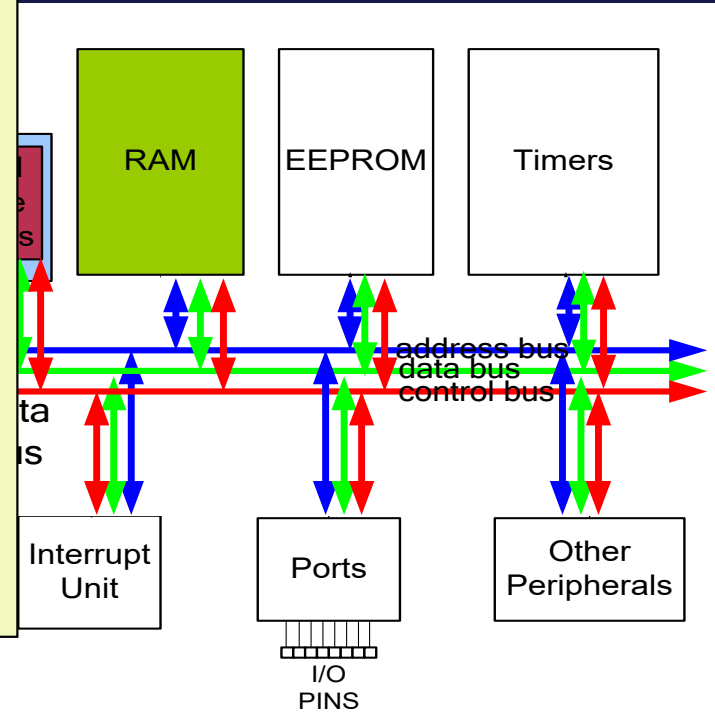 RAM
EEPROM
Timers
address bus
data bus
control bus
Interrupt
Unit
Ports
Other
Peripherals
I/O
PINS